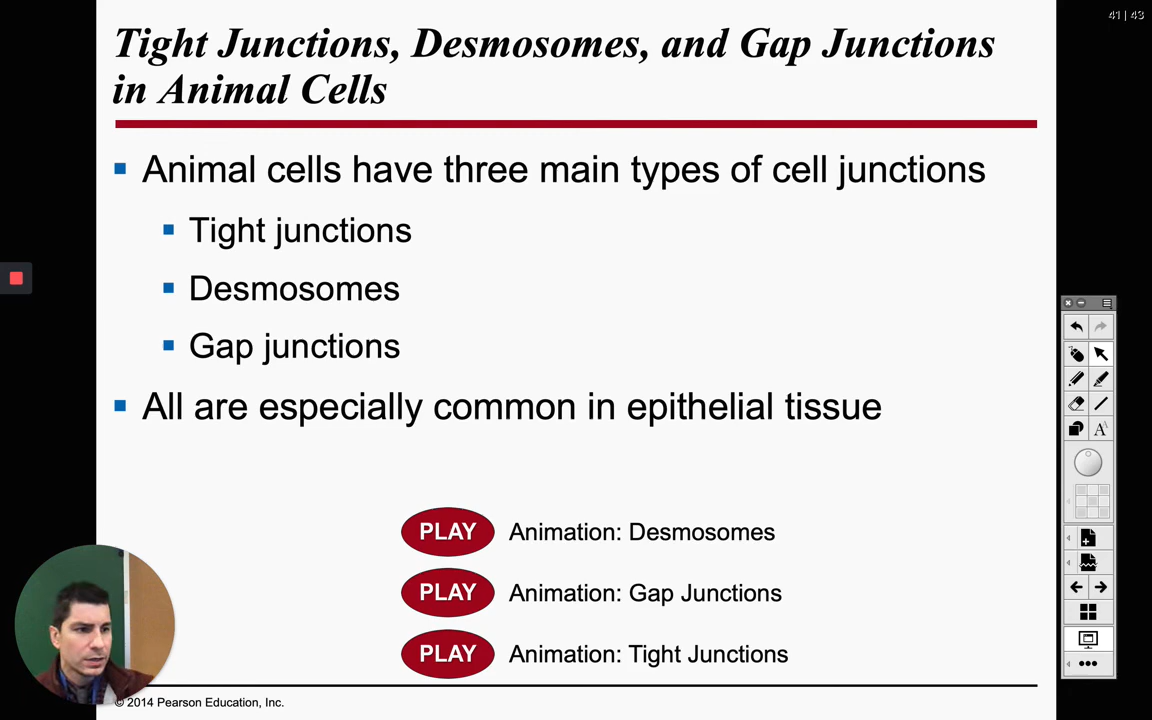 41 | 43
Tight Junctions, Desmosomes, and Gap Junctions
in Animal Cells
Animal cells have three main types of cell junctions
Tight junctions
Desmosomes
Gap junctions
All are especially common in epithelial tissue
PLAY Animation: Desmosomes
PLAY Animation: Gap Junctions
PLAY Animation: Tight Junctions
© 2014 Pearson Education, Inc.